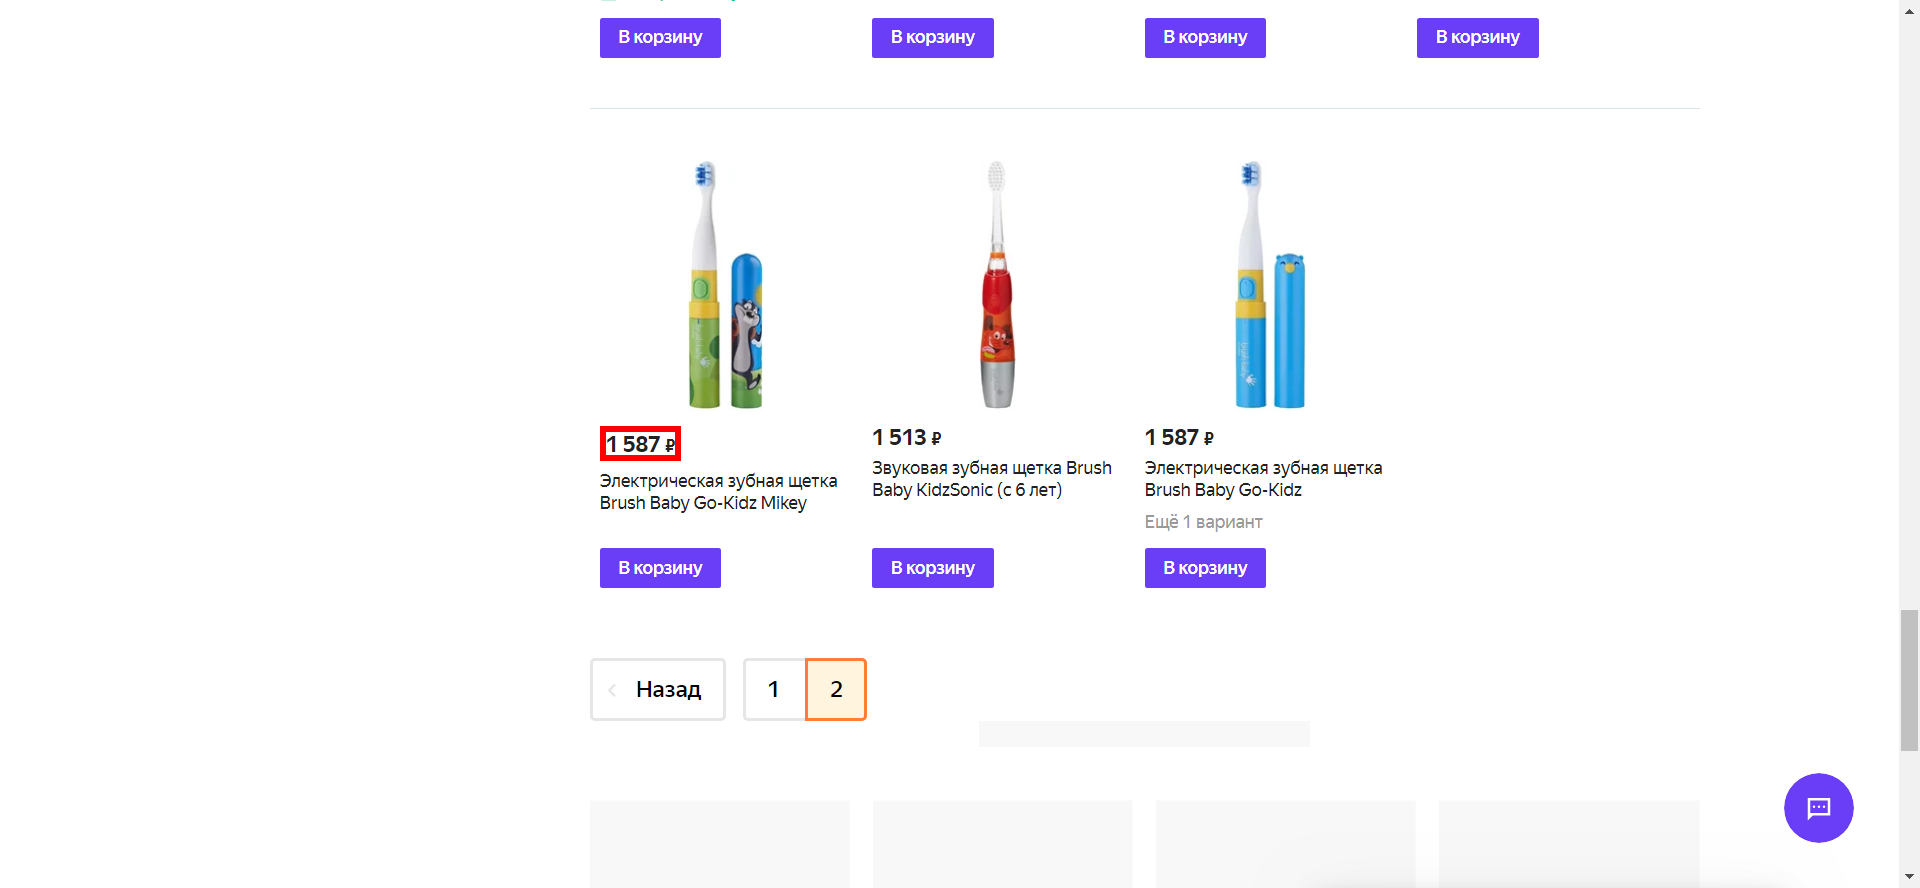 В корзину
В корзину
В корзину
В корзину
1 587 ₽
Электрическая зубная щетка
Brush Baby Go-Kidz Mikey
В корзину
1 513 ₽
Звуковая зубная щетка Brush
Baby KidzSonic (с 6 лет)
В корзину
1 587 ₽
Электрическая зубная щетка
Brush Baby Go-Kidz
Ещё 1 вариант
В корзину
Назад
1
2